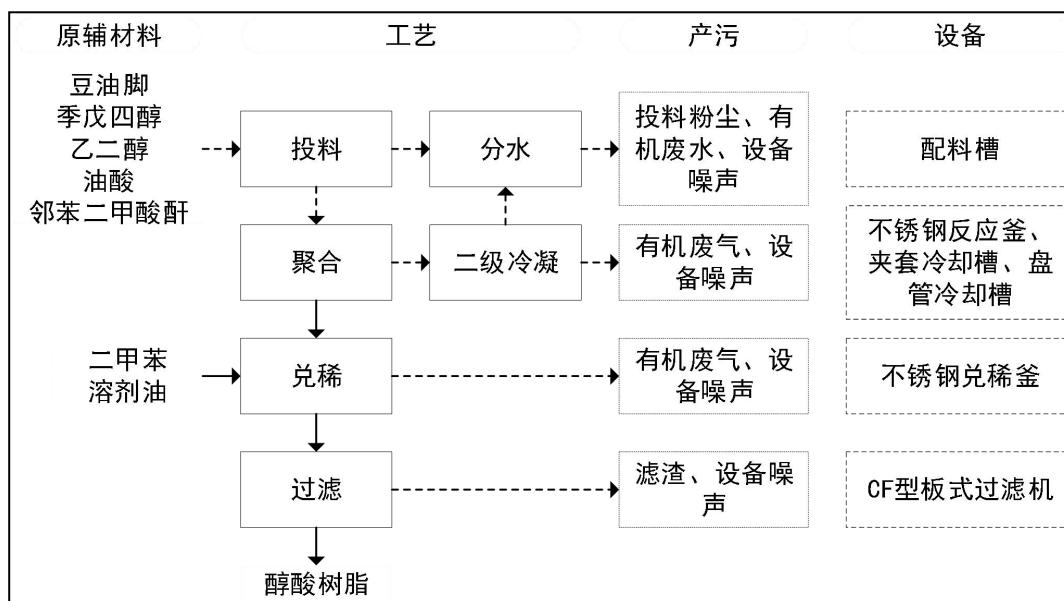 原辅材料
工艺
产污
设备
豆油脚
季戊四醇
乙二醇
油酸
邻苯二甲酸酐
投料
分水
投料粉尘、有
机废水、设备
噪声
配料槽
聚合
二级冷凝
有机废气、设
备噪声
不锈钢反应釜、
夹套冷却槽、盘
管冷却槽
二甲苯
溶剂油
兑稀
有机废气、设
备噪声
不锈钢兑稀釜
过滤
滤渣、设备噪
声
CF型板式过滤机
醇酸树脂